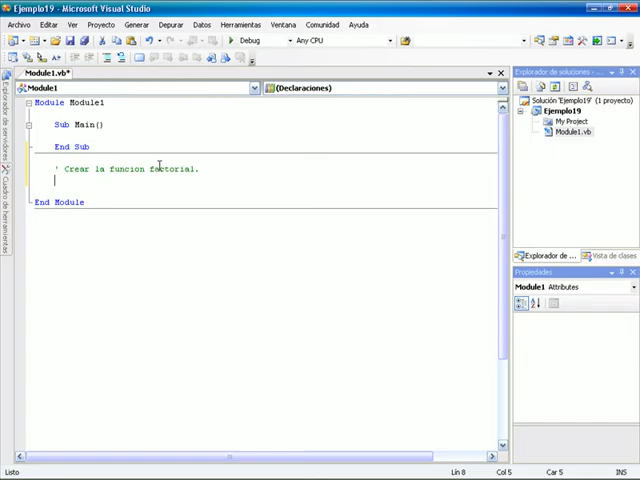 Ejemplo19 - Microsoft Visual Studio
Archivo Editar Ver Proyecto Generar Depurar Datos Herramientas Ventana Comunidad Ayuda
Debug Any CPU
Module1.vb*
Module1 (Declaraciones)
Module Module1
Sub Main()
End Sub
' Crear la funcion factorial.
End Module
Explorador de servidores
Cuadro de herramientas
Explorador de soluciones -
Solución 'Ejemplo19' (1 proyecto)
Ejemplo19
My Project
Module1.vb
Explorador de ... Vista de clases
Propiedades
Module1 Attributes
Listo Lín 8 Col 5 Car 5 INS